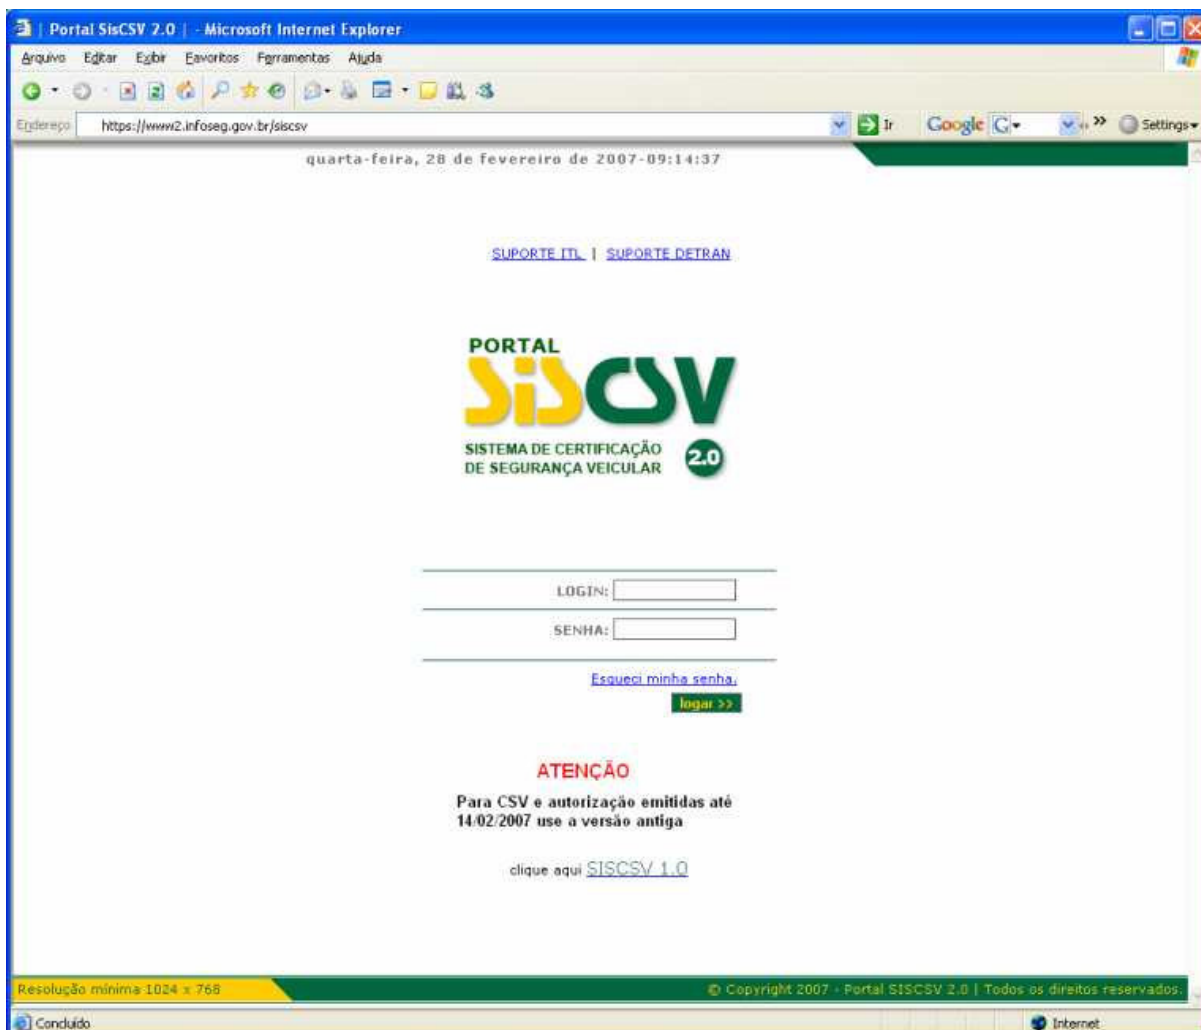 | Portal SisCSV 2.0 | - Microsoft Internet Explorer
Arquivo Editar Exibir Favoritos Ferramentas Ajuda
Endereço https://www2.infoseg.gov.br/siscsv Ir Google G Settings
quarta-feira, 28 de fevereiro de 2007-09:14:37
SUPORTE ITL | SUPORTE DETRAN
PORTAL
SisCSV
SISTEMA DE CERTIFICAÇÃO
DE SEGURANÇA VEICULAR 2.0
LOGIN:
SENHA:
Esqueci minha senha.
logar >>
ATENÇÃO
Para CSV e autorização emitidas até
14/02/2007 use a versão antiga
clique aqui SISCSV 1.0
Resolução mínima 1024 x 768 © Copyright 2007 - Portal SISCSV 2.0 | Todos os direitos reservados.
Concluído Internet